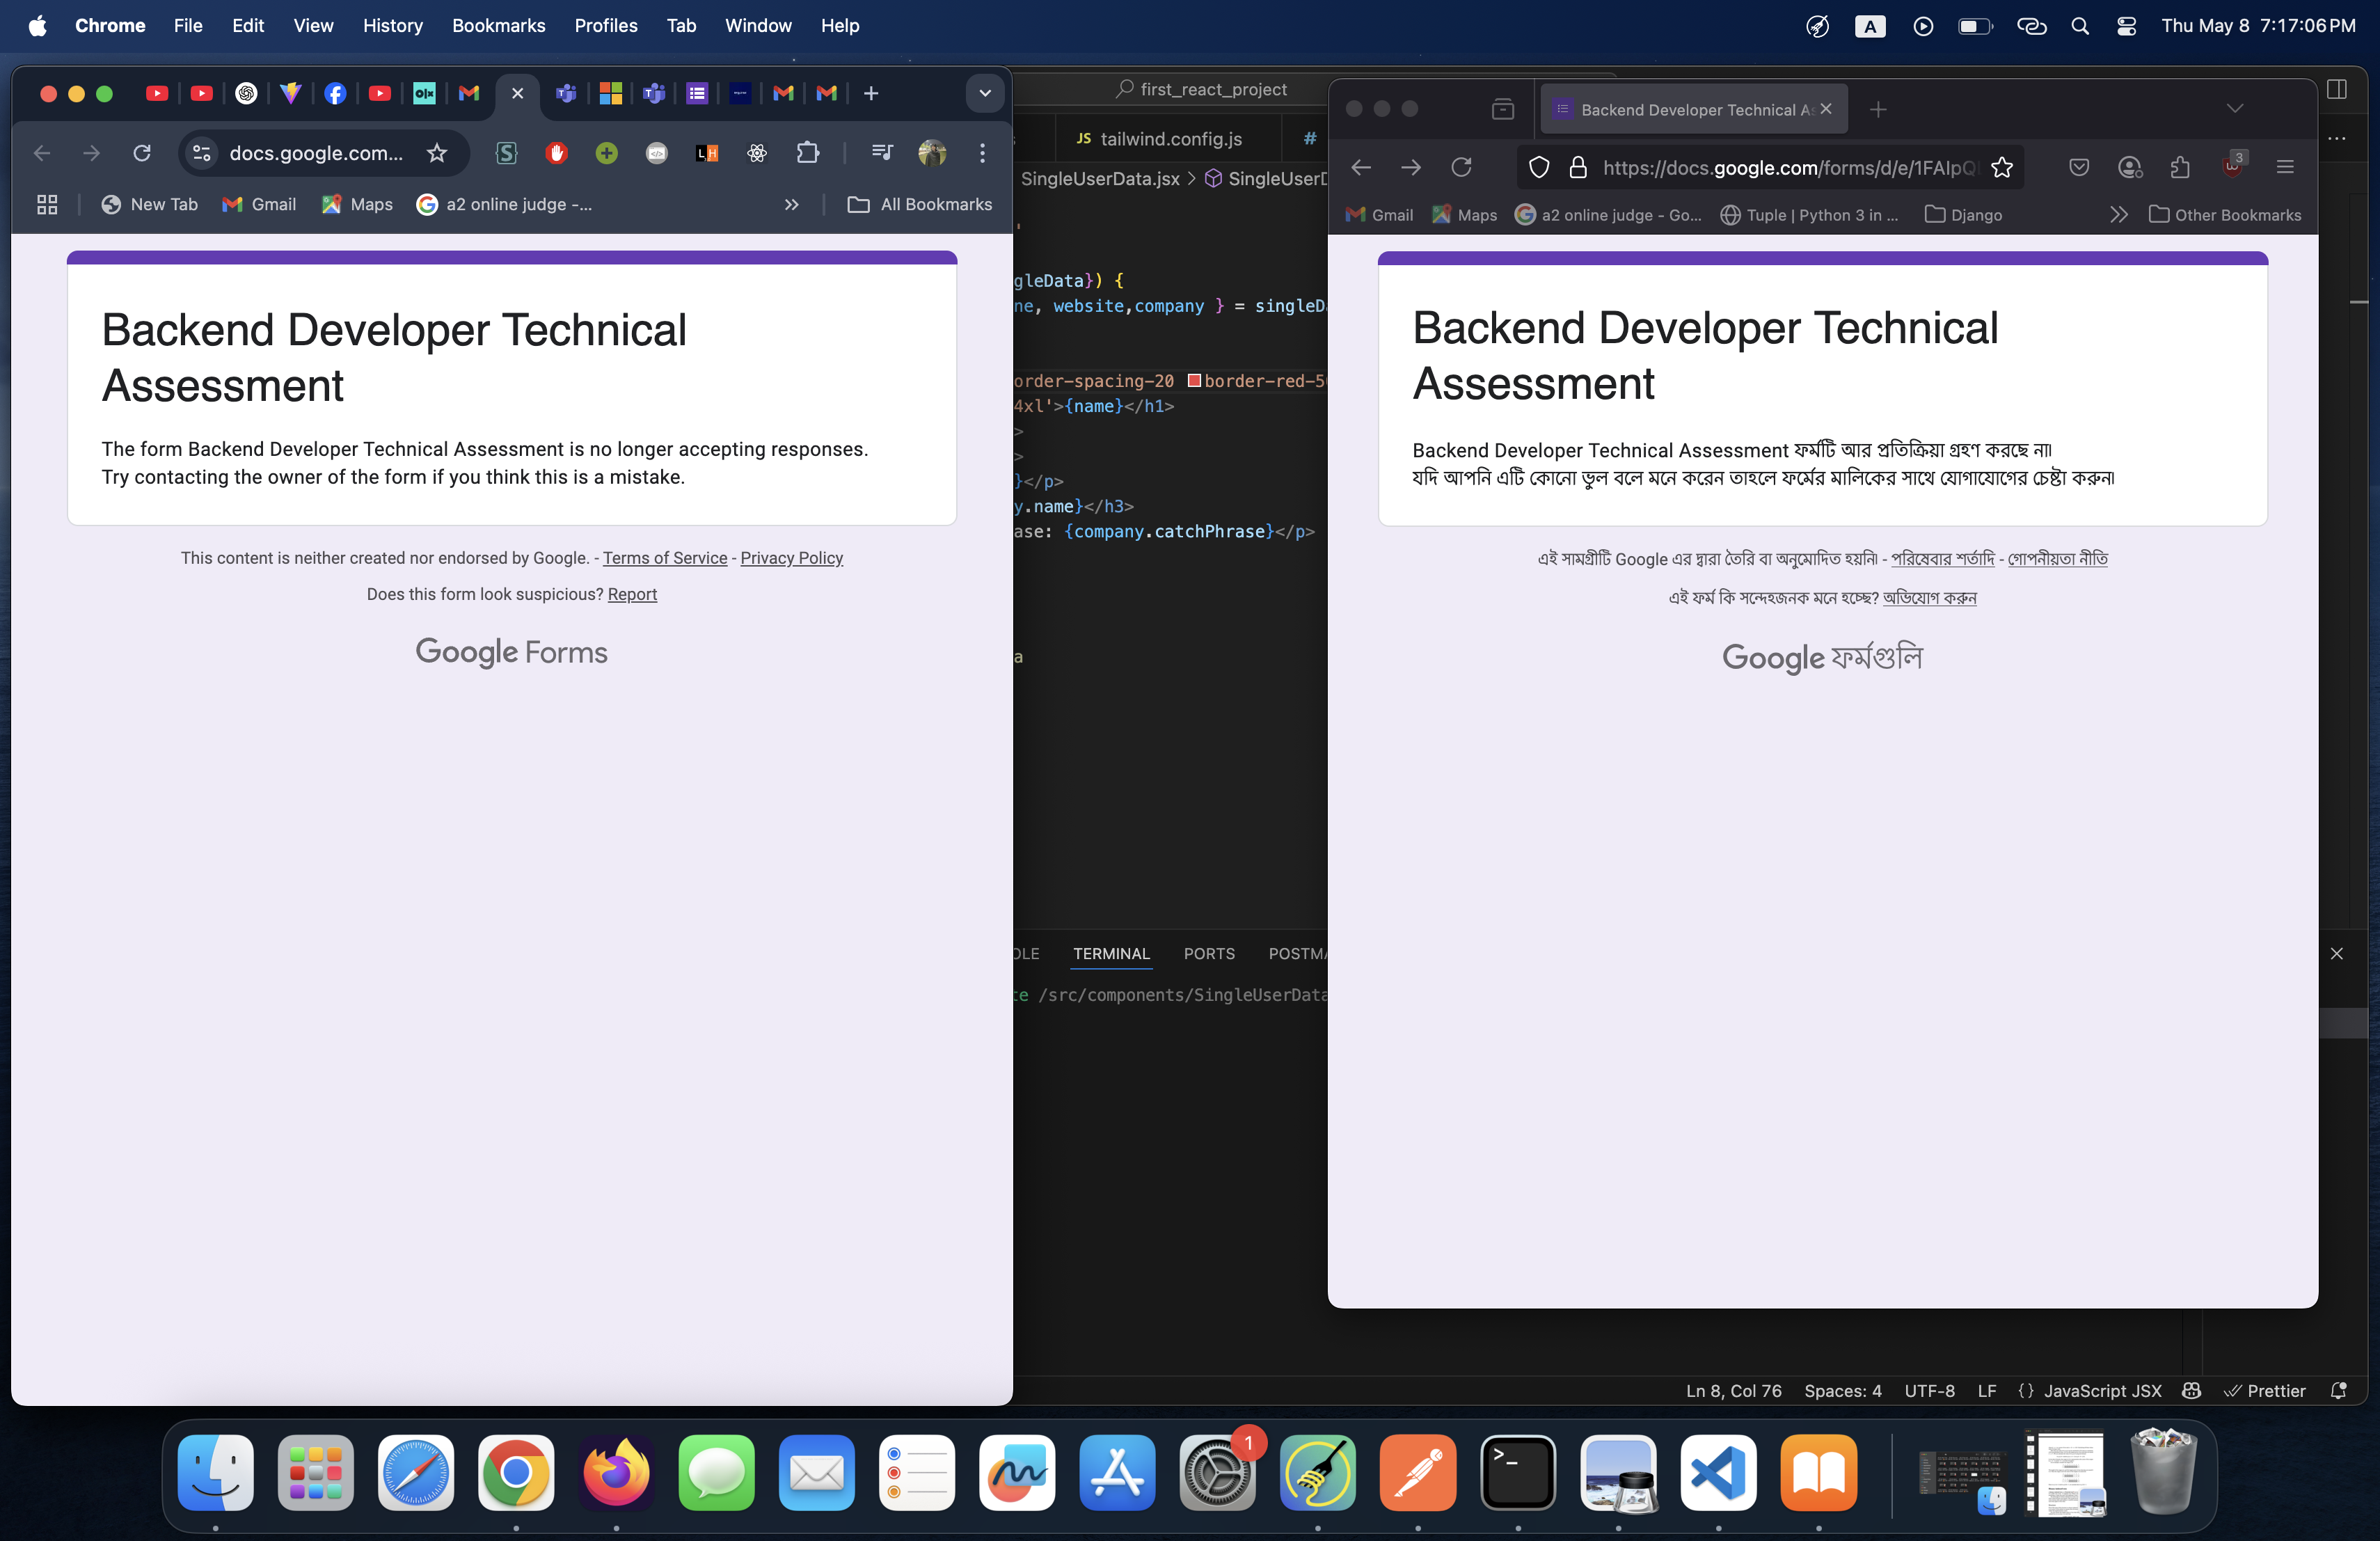 Chrome File Edit View History Bookmarks Profiles Tab Window Help
A
Thu May 8 7:17:06 PM
docs.google.com...
New Tab
Gmail
Maps
a2 online judge -...
All Bookmarks
Backend Developer Technical
Assessment
The form Backend Developer Technical Assessment is no longer accepting responses.
Try contacting the owner of the form if you think this is a mistake.
This content is neither created nor endorsed by Google. - Terms of Service - Privacy Policy
Does this form look suspicious? Report
Google Forms
first_react_project
JS tailwind.config.js
#
SingleUserData.jsx >
gleData}) {
ne, website,company } =
order-spacing-20
4xl'>{name}</h1>
>
>
}</p>
y.name}</h3>
ase: {company.catchPhrase}</p>
a
TERMINAL
PORTS
/src/components/SingleUserData
Backend Developer Technical
https://docs.google.com/forms/d/e/1FAIpQ
3
Gmail
Maps
a2 online judge - Go...
Tuple | Python 3 in ...
Django
Other Bookmarks
Backend Developer Technical
Assessment
Backend Developer Technical Assessment ফর্মটি আর প্রতিক্রিয়া গ্রহণ করছে না।
যদি আপনি এটি কোনো ভুল বলে মনে করেন তাহলে ফর্মের মালিকের সাথে যোগাযোগের চেষ্টা করুন।
এই সামগ্রীটি Google এর দ্বারা তৈরি বা অনুমোদিত হয়নি। - পরিষেবার শর্তাদি - গোপনীয়তা নীতি
এই ফর্ম কি সন্দেহজনক মনে হচ্ছে? অভিযোগ করুন
Google ফর্মগুলি
Ln 8, Col 76 Spaces: 4 UTF-8 LF {} JavaScript JSX Prettier
1